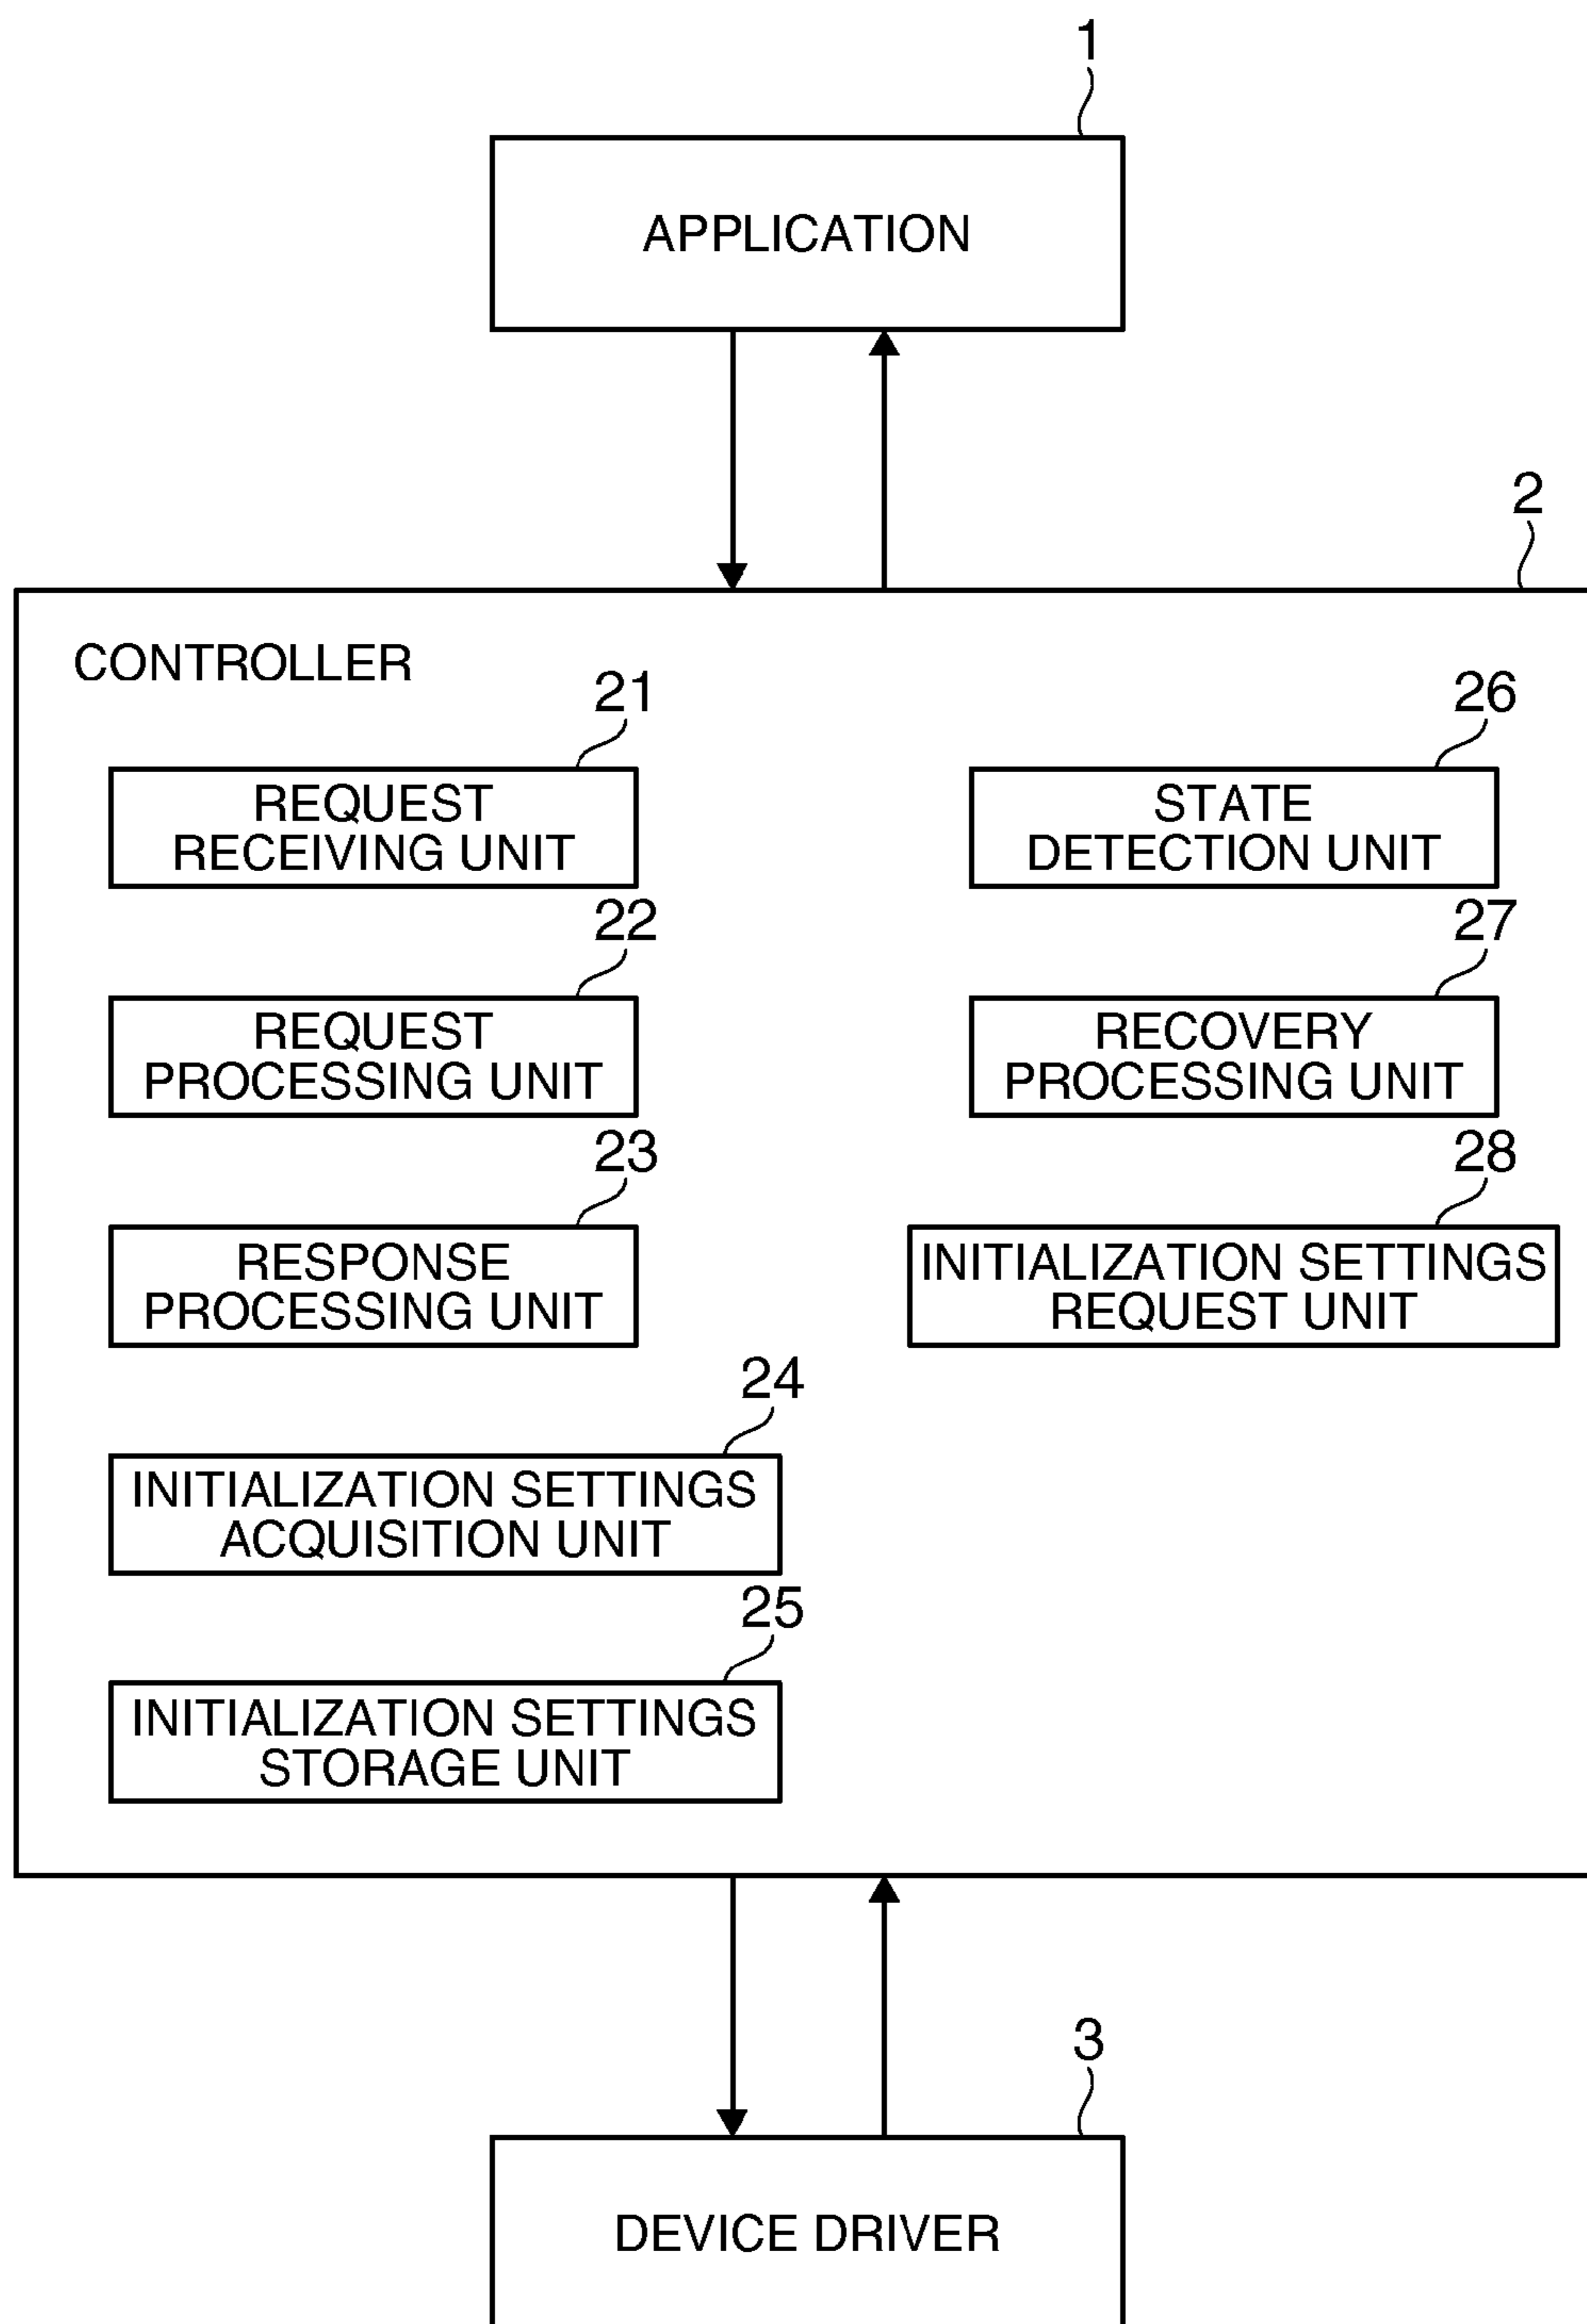 1
APPLICATION
2
CONTROLLER
21
REQUEST
RECEIVING UNIT
22
REQUEST
PROCESSING UNIT
23
RESPONSE
PROCESSING UNIT
24
INITIALIZATION SETTINGS
ACQUISITION UNIT
25
INITIALIZATION SETTINGS
STORAGE UNIT
26
STATE
DETECTION UNIT
27
RECOVERY
PROCESSING UNIT
28
INITIALIZATION SETTINGS
REQUEST UNIT
3
DEVICE DRIVER